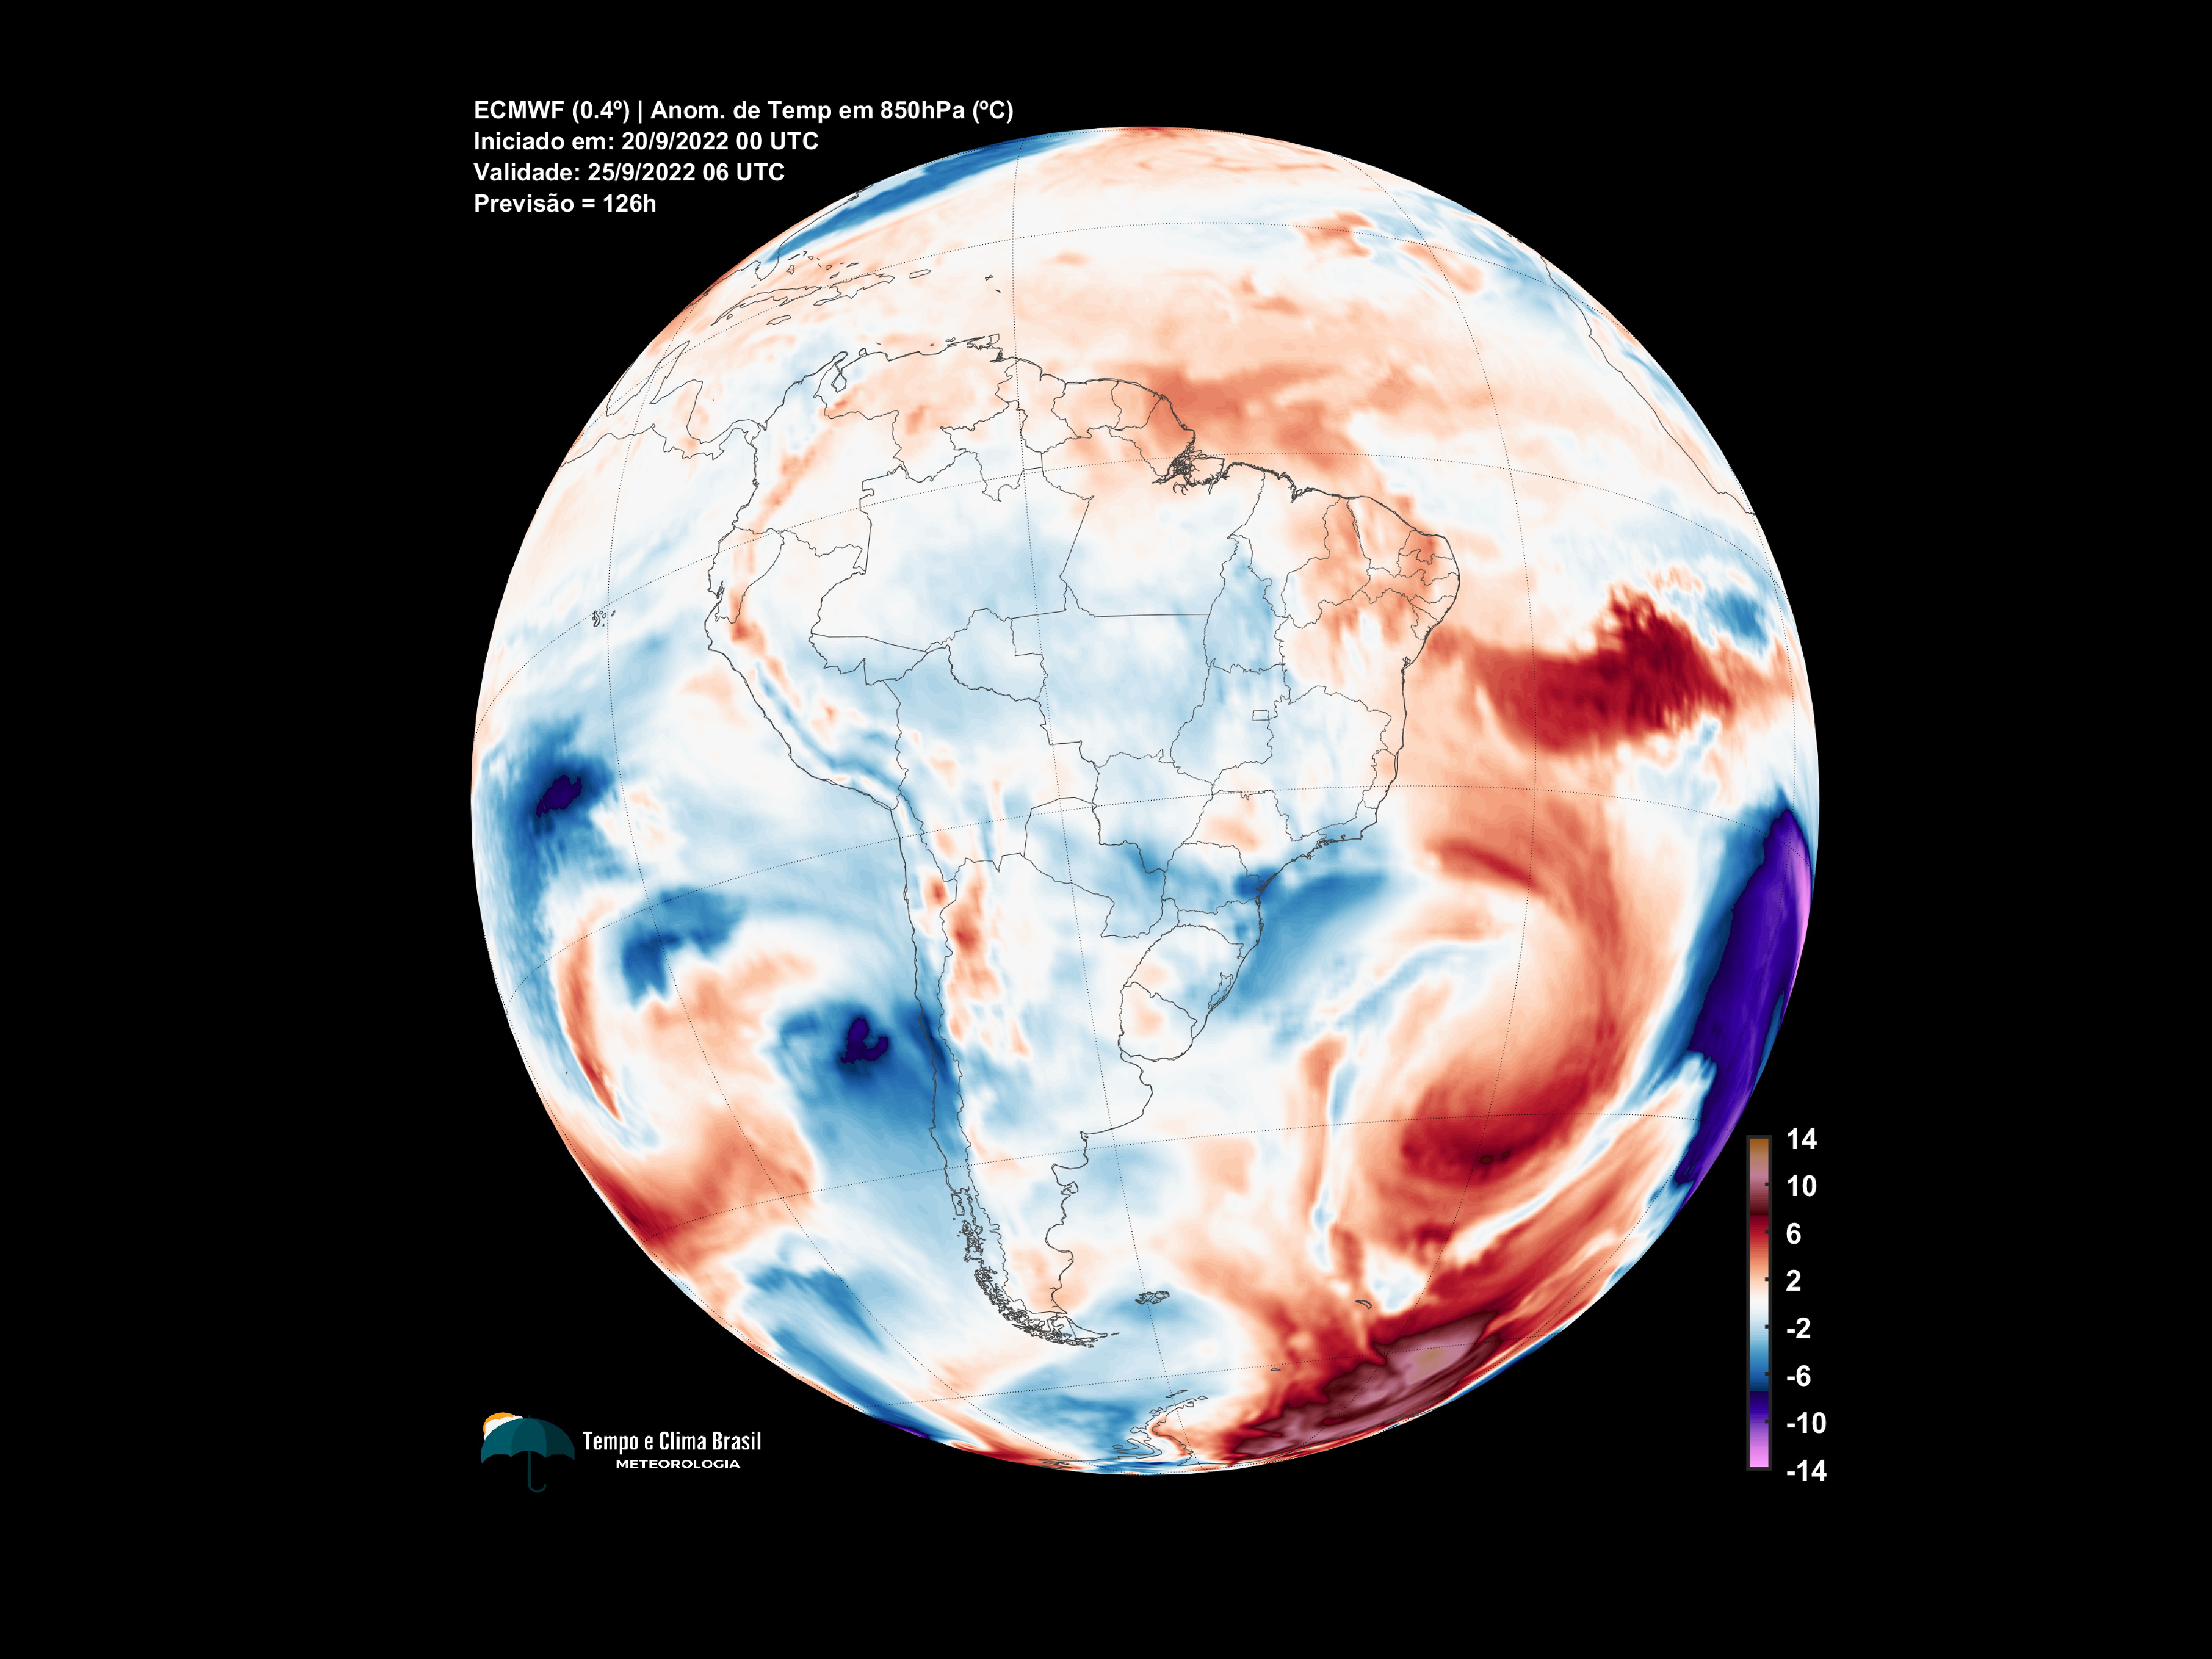 ECMWF (0.4º) | Anom. de Temp em 850hPa (ºC)
Iniciado em: 20/9/2022 00 UTC
Validade: 25/9/2022 06 UTC
Previsão = 126h
14
10
6
2
-2
-6
-10
-14
Tempo e Clima Brasil
METEOROLOGIA